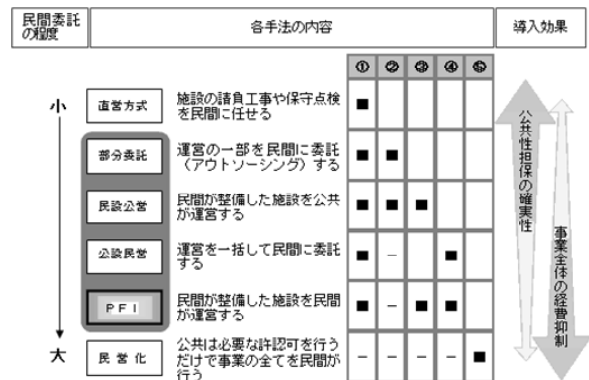 民間委託
の程度
各手法の内容
導入効果
① ② ③ ④ ⑤
小
直営方式
施設の請負工事や保守点検
を民間に任せる
■
部分委託
運営の一部を民間に委託
（アウトソーシング）する
■ ■
民設公営
民間が整備した施設を公共
が運営する
■ ■ ■
公設民営
運営を一括して民間に委託
する
■ － ■
ＰＦＩ
民間が整備した施設を民間
が運営する
■ － ■ ■
大
民営化
公共は必要な許認可を行う
だけで事業の全てを民間が
行う
－ － － － ■
公共性担保の確実性
事業全体の経費抑制